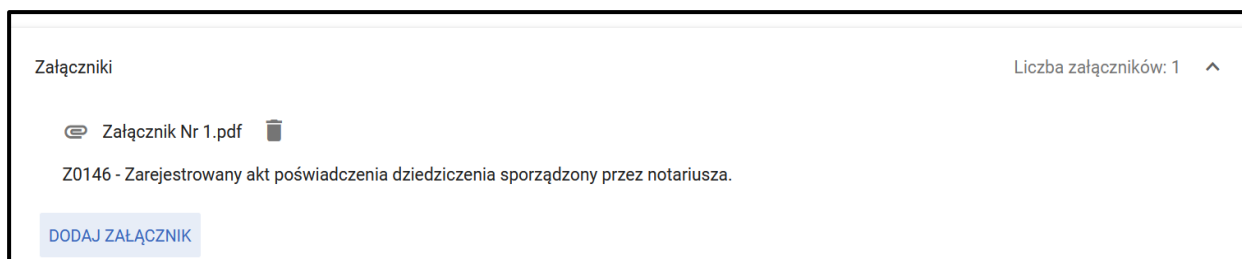 Załączniki
Liczba załączników: 1
Załącznik Nr 1.pdf
Z0146 - Zarejestrowany akt poświadczenia dziedziczenia sporządzony przez notariusza.
DODAJ ZAŁĄCZNIK